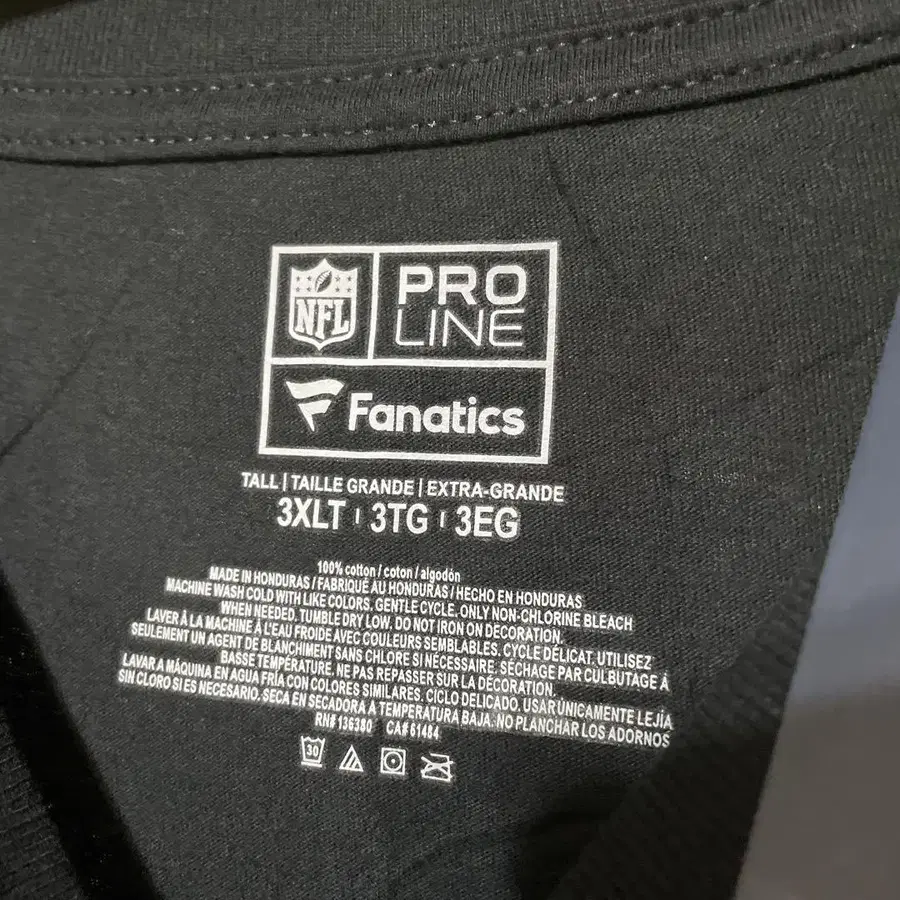 NFL
PRO
LINE
Fanatics
TALL | TAILLE GRANDE | EXTRA-GRANDE
3XLT | 3TG | 3EG
100% cotton / coton / algodón
MADE IN HONDURAS / FABRIQUÉ AU HONDURAS / HECHO EN HONDURAS
MACHINE WASH COLD WITH LIKE COLORS. GENTLE CYCLE. ONLY NON-CHLORINE BLEACH
WHEN NEEDED. TUMBLE DRY LOW. DO NOT IRON ON DECORATION.
LAVER À LA MACHINE À L'EAU FROIDE AVEC COULEURS SEMBLABLES. CYCLE DÉLICAT. UTILISEZ
SEULEMENT UN AGENT DE BLANCHIMENT SANS CHLORE SI NÉCESSAIRE. SÉCHAGE PAR CULBUTAGE À
BASSE TEMPÉRATURE. NE PAS REPASSER SUR LA DÉCORATION.
LAVAR A MÁQUINA EN AGUA FRÍA CON COLORES SIMILARES. CICLO DELICADO. USAR ÚNICAMENTE LEJÍA
SIN CLORO SI ES NECESARIO. SECA EN SECADORA A TEMPERATURA BAJA. NO PLANCHAR LOS ADORNOS
RN# 136380 CA# 61484
30